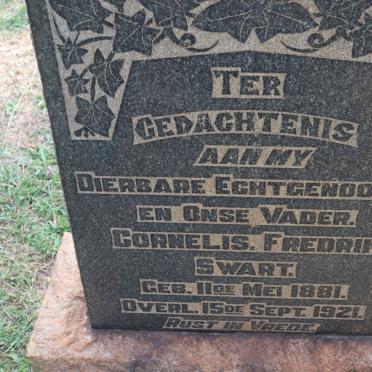 TER
GEDACHTENIS
AAN MY
DIERBARE ECHTGENOO
EN ONSE VADER.
CORNELIS. FREDRIK
SWART.
GEB. 11DE MEI 1881.
OVERL. 15DE SEPT. 1921.
RUST IN VREDE.